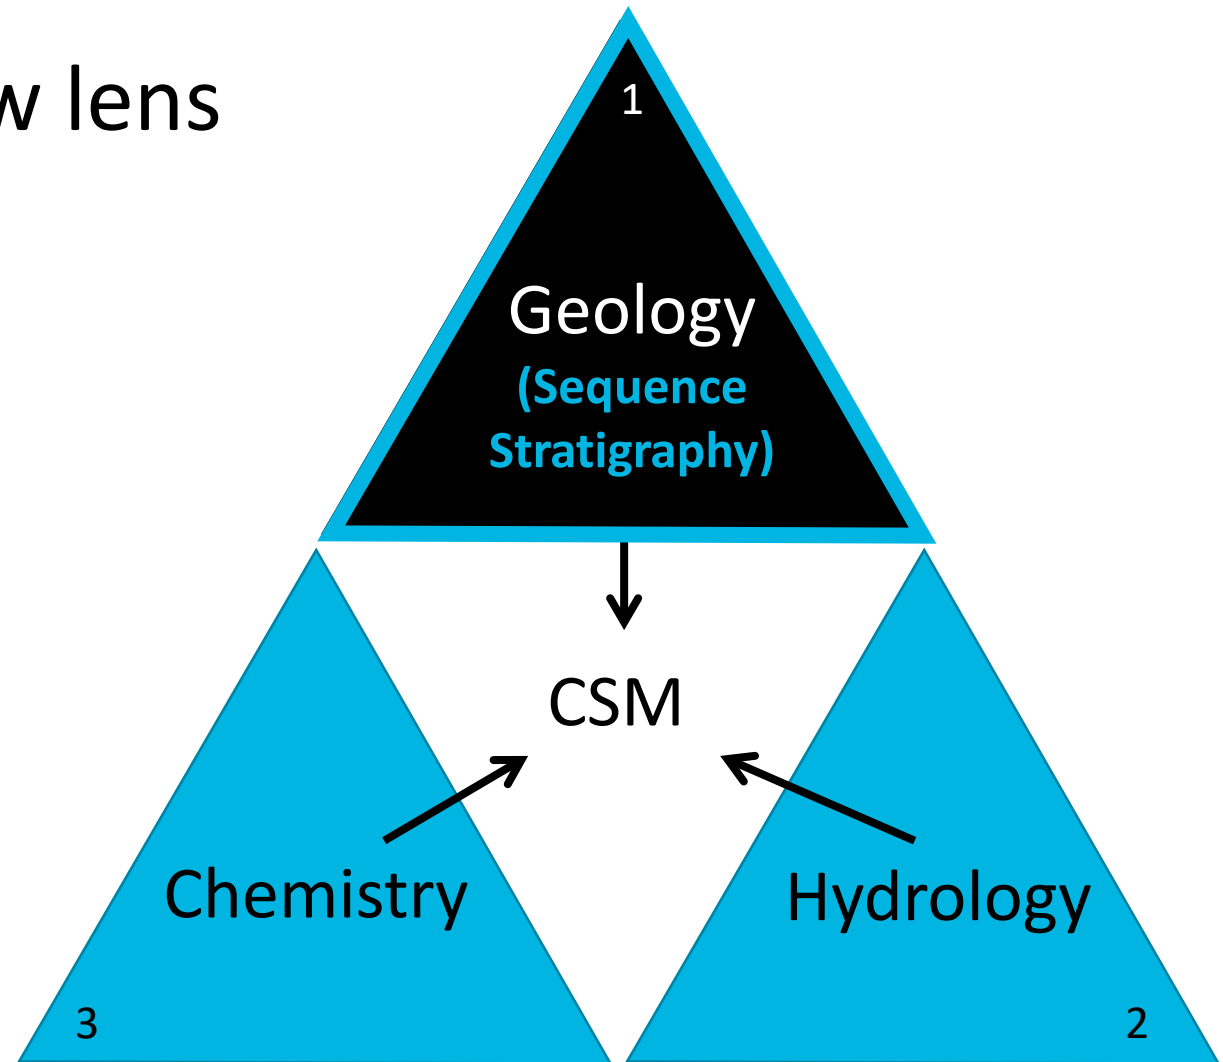 w lens
1
Geology
(Sequence
Stratigraphy)
CSM
Chemistry
Hydrology
3
2